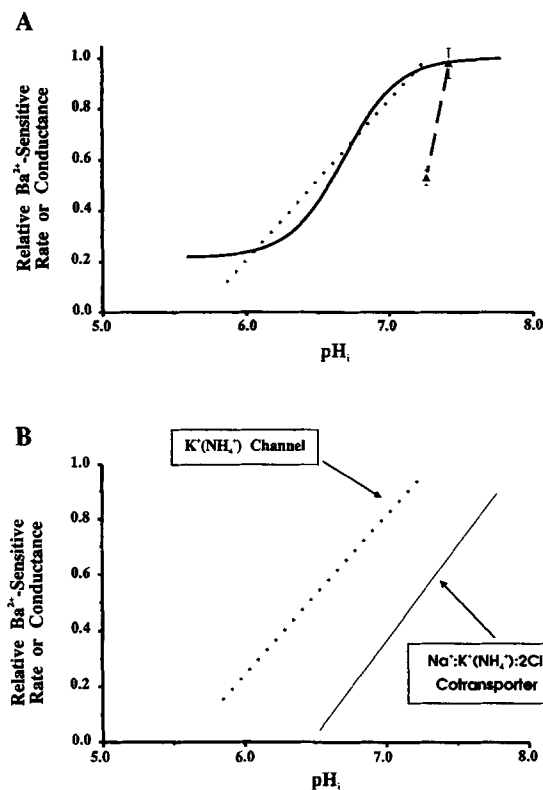 A
Relative Ba²⁺-Sensitive
Rate or Conductance
1.0
0.8
0.6
0.4
0.2
0.0
5.0
6.0
7.0
8.0
pHᵢ
B
K⁺(NH₄⁺) Channel
Relative Ba²⁺-Sensitive
Rate or Conductance
1.0
0.8
0.6
0.4
0.2
0.0
Na⁺:K⁺(NH₄⁺):2Cl
Cotransporter
5.0
6.0
7.0
8.0
pHᵢ